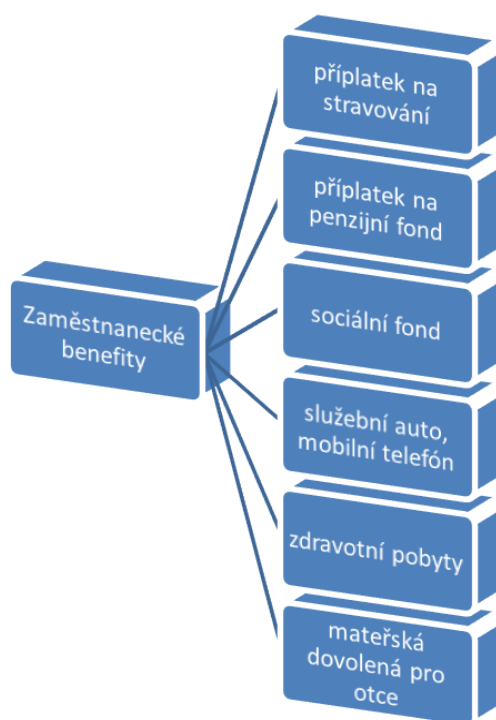 příplatek na
stravování
příplatek na
penzijní fond
Zaměstnanecké
benefity
sociální fond
služební auto,
mobilní telefón
zdravotní pobyty
mateřská
dovolená pro
otce